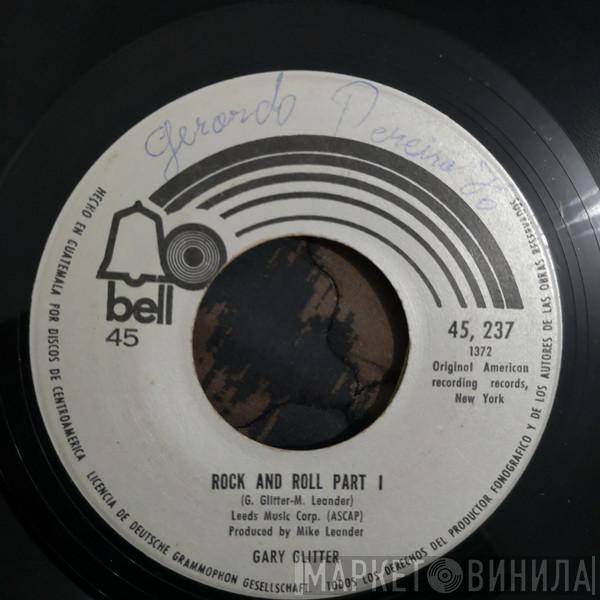 Gerardo Pereira
bell
45
45, 237
1372
Original American
recording records,
New York
ROCK AND ROLL PART I
(G. Glitter-M. Leander)
Leeds Music Corp. (ASCAP)
Produced by Mike Leander
GARY GLITTER
HECHO EN GUATEMALA POR DISCOS DE CENTROAMERICA LICENCIA DE DEUTSCHE GRAMMOPHON GESELLSCHAFT TODOS LOS DERECHOS DEL PRODUCTOR FONOGRAFICO Y DE LOS AUTORES DE LAS OBRAS
МАРКЕТ ВИНИЛА